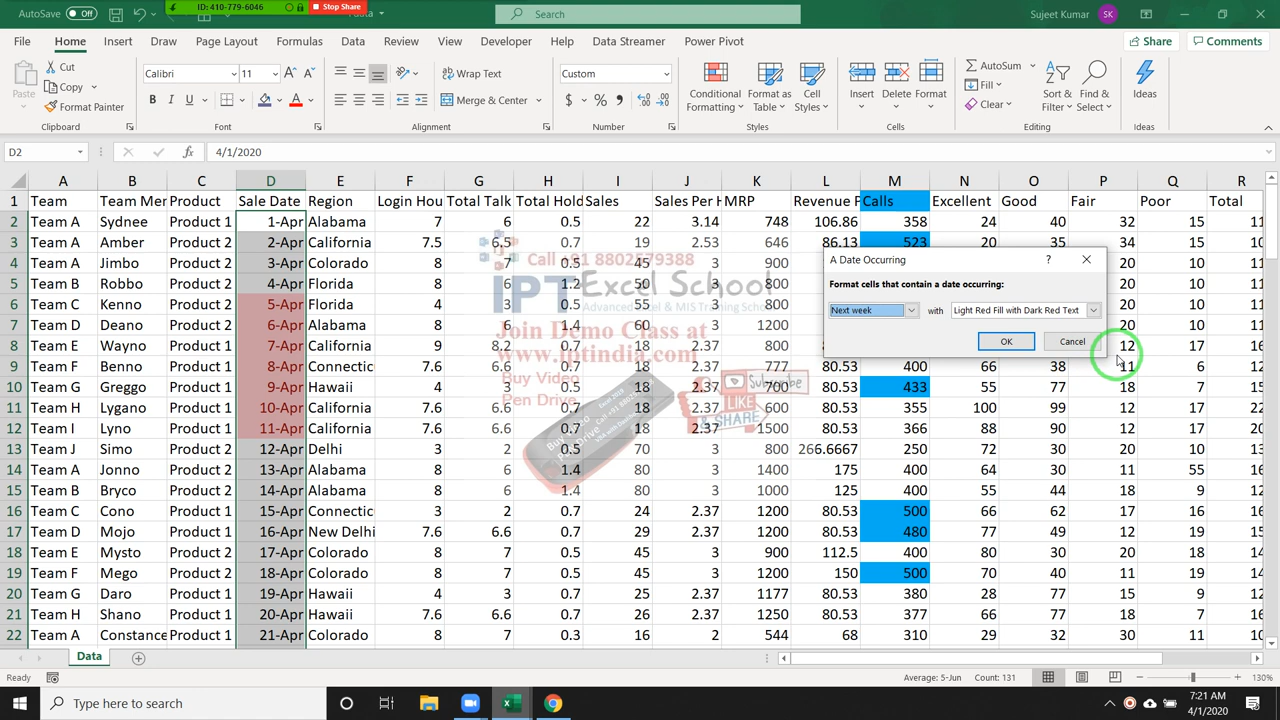 AutoSave Off Pauta Search Sujeet Kumar SK
ID: 410-779-6046 Stop Share
File Home Insert Draw Page Layout Formulas Data Review View Developer Help Data Streamer Power Pivot Share Comments
Paste Cut Copy Format Painter
Calibri 11
Wrap Text
Merge & Center
Custom
Conditional Formatting Format as Table Cell Styles Insert Delete Format
AutoSum Fill Clear Sort & Filter Find & Select Ideas
Clipboard Font Alignment Number Styles Cells Editing Ideas
D2 fx 4/1/2020
A B C D E F G H I J K L M N O P Q R
1 Team Team Mer Product Sale Date Region Login Hou Total Talk Total Hold Sales Sales Per H MRP Revenue P Calls Excellent Good Fair Poor Total
2 Team A Sydnee Product 1 1-Apr Alabama 7 6 0.5 22 3.14 748 106.86 358 24 40 32 15 11
3 Team A Amber Product 2 2-Apr California 7.5 6.5 0.7 19 2.53 646 86.13 523 20 35 34 15
4 Team A Jimbo Product 2 3-Apr Colorado 8 7 0.5 45 3 900 20 10
5 Team B Robbo Product 2 4-Apr Florida 4 3 1.2 50 3 800 20 10
6 Team C Kenno Product 1 5-Apr Florida 4 3 0.5 55 3 800 20 10
7 Team D Deano Product 2 6-Apr Florida 8 6 1.4 60 3 1200 20 10
8 Team E Wayno Product 1 7-Apr California 9 8.2 0.7 18 2.37 800 12 17
9 Team F Benno Product 1 8-Apr Connectic 7.6 6.6 0.7 18 2.37 777 80.53 400 66 38 11 6
10 Team G Greggo Product 1 9-Apr Hawaii 4 3 0.5 18 2.37 700 80.53 433 55 77 18 7
11 Team H Lygano Product 1 10-Apr California 7.6 6.6 0.7 18 2.37 600 80.53 355 100 99 12 17
12 Team I Lyno Product 1 11-Apr California 7.6 6.6 0.7 18 2.37 1500 80.53 366 88 90 12 17
13 Team J Simo Product 2 12-Apr Delhi 3 2 0.5 70 3 800 266.6667 250 72 30 20 10
14 Team A Jonno Product 2 13-Apr Alabama 8 6 1.4 80 3 1400 175 400 64 30 11 55
15 Team B Bryco Product 2 14-Apr Alabama 8 6 1.4 80 3 1000 125 400 55 44 18 9
16 Team C Cono Product 1 15-Apr Connectic 3 2 0.7 24 2.37 1200 80.53 500 66 62 17 16
17 Team D Mojo Product 1 16-Apr New Delhi 7.6 6.6 0.7 29 2.37 1200 80.53 480 77 49 12 19
18 Team E Mysto Product 2 17-Apr Colorado 8 7 0.5 45 3 900 112.5 400 80 30 20 18
19 Team F Mego Product 2 18-Apr Colorado 8 7 0.5 45 3 1200 150 500 70 40 11 19
20 Team G Daro Product 1 19-Apr Hawaii 4 3 0.7 25 2.37 1177 80.53 380 28 77 15 9
21 Team H Shano Product 1 20-Apr Hawaii 7.6 6.6 0.7 26 2.37 1250 80.53 377 66 77 18 7
22 Team A Constance Product 1 21-Apr Colorado 8 7 0.3 16 2 544 68 310 29 32 30 11
A Date Occurring ?
Format cells that contain a date occurring:
Next week with Light Red Fill with Dark Red Text
OK Cancel
Call +91 8802579388
IPT Excel School
Advanced Excel & MIS Training School
Join Demo Class at
www.iptindia.com
Buy Video
Pen Drive
Subscribe
LIKE
& SHARE
Data
Ready Average: 5-Jun Count: 131 130%
Type here to search
7:21 AM
4/1/2020